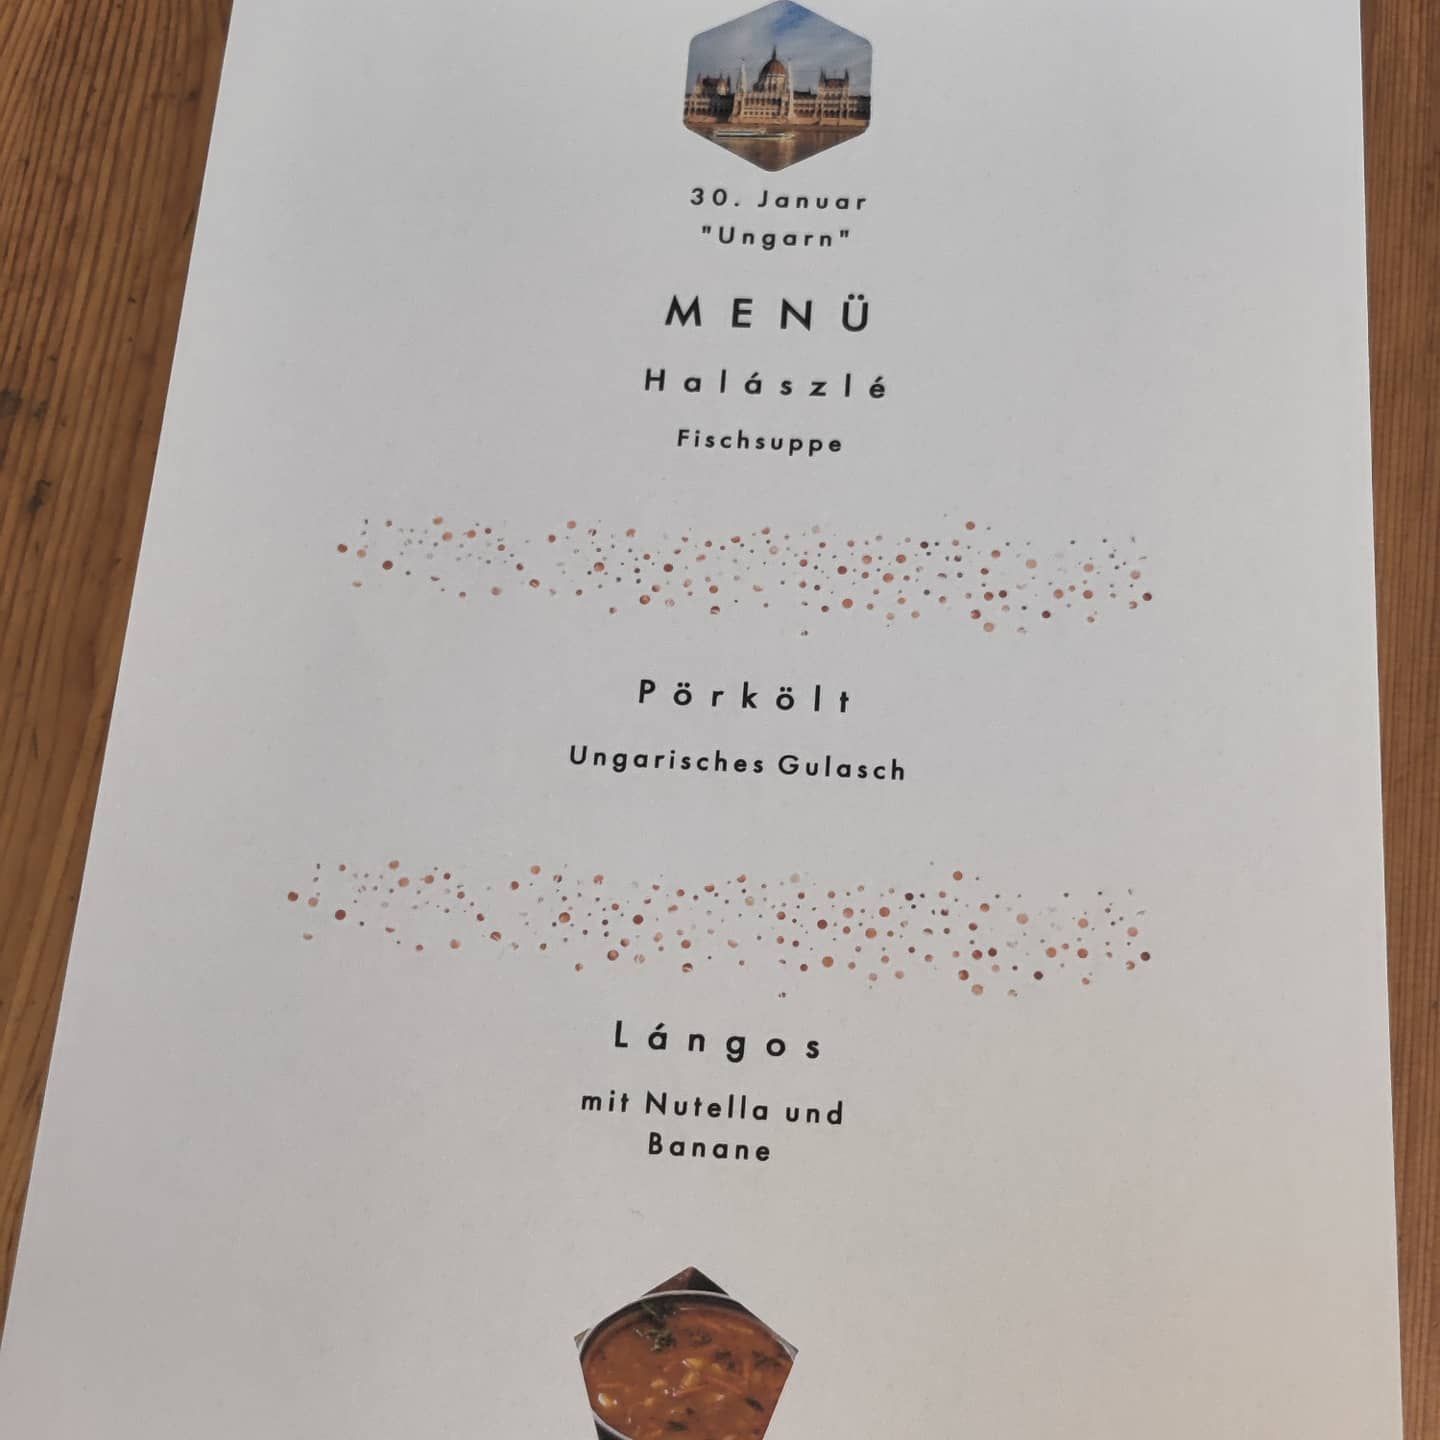 30. Januar
"Ungarn"
MENÜ
Halászlé
Fischsuppe
Pörkölt
Ungarisches Gulasch
Lángos
mit Nutella und
Banane